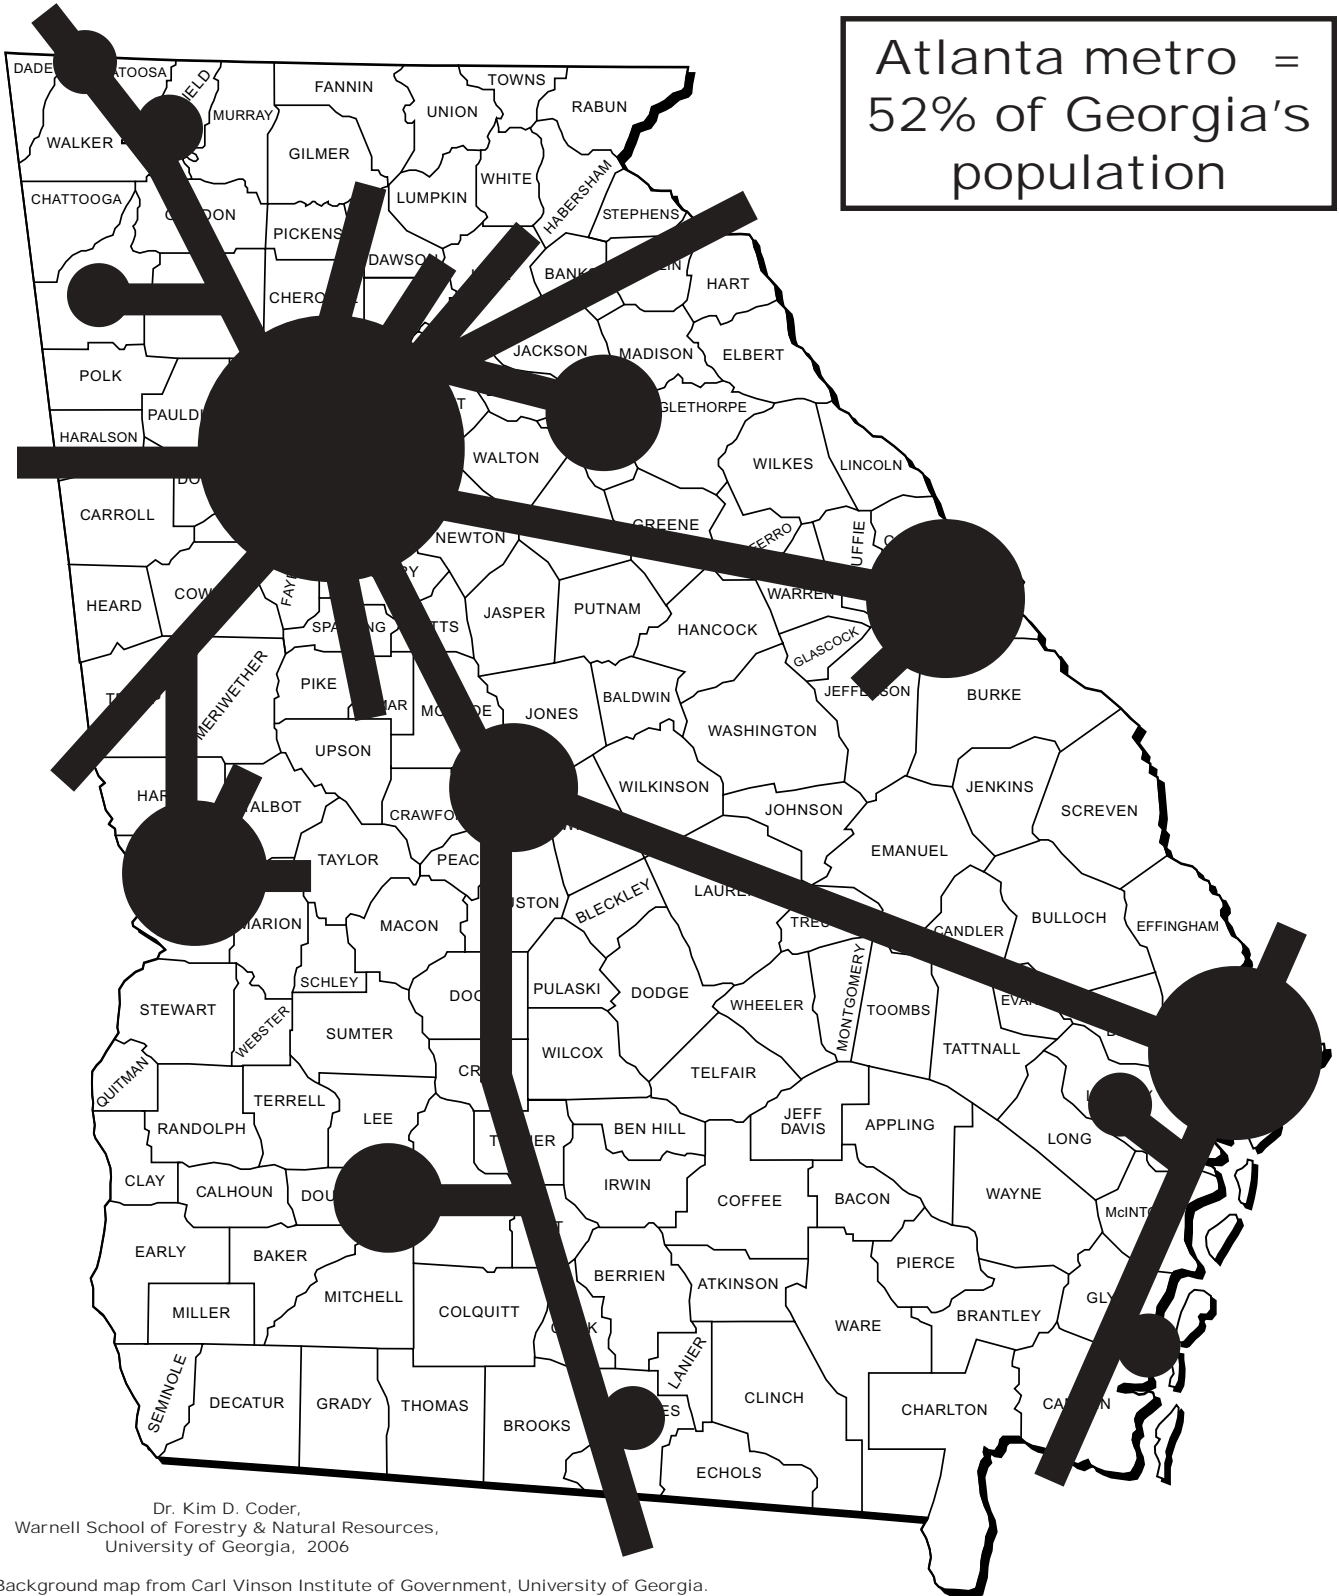 Atlanta metro =
52% of Georgia's
population
DADE
TOWNS
FANNIN
UNION
RABUN
MURRAY
WALKER
GILMER
WHITE
HABERSHAM
LUMPKIN
CHATTOOGA
STEPHENS
PICKENS
DAWSON
HART
JACKSON
MADISON
ELBERT
POLK
HARALSON
WALTON
WILKES
LINCOLN
CARROLL
GREENE
NEWTON
HEARD
WARREN
JASPER
PUTNAM
HANCOCK
GLASCOCK
MERIWETHER
PIKE
BALDWIN
BURKE
JONES
WASHINGTON
UPSON
WILKINSON
JENKINS
JOHNSON
SCREVEN
EMANUEL
TAYLOR
BLECKLEY
MACON
BULLOCH
EFFINGHAM
CANDLER
SCHLEY
PULASKI
DODGE
WHEELER
MONTGOMERY
TOOMBS
STEWART
WEBSTER
SUMTER
WILCOX
TATTNALL
TELFAIR
QUITMAN
TERRELL
RANDOLPH
LEE
BEN HILL
JEFF
DAVIS
APPLING
LONG
CLAY
CALHOUN
IRWIN
COFFEE
BACON
WAYNE
EARLY
BAKER
PIERCE
BERRIEN
ATKINSON
MILLER
MITCHELL
COLQUITT
BRANTLEY
WARE
LANIER
SEMINOLE
DECATUR
GRADY
THOMAS
BROOKS
CLINCH
CHARLTON
ECHOLS
Dr. Kim D. Coder,
Warnell School of Forestry & Natural Resources,
University of Georgia, 2006
Background map from Carl Vinson Institute of Government, University of Georgia.